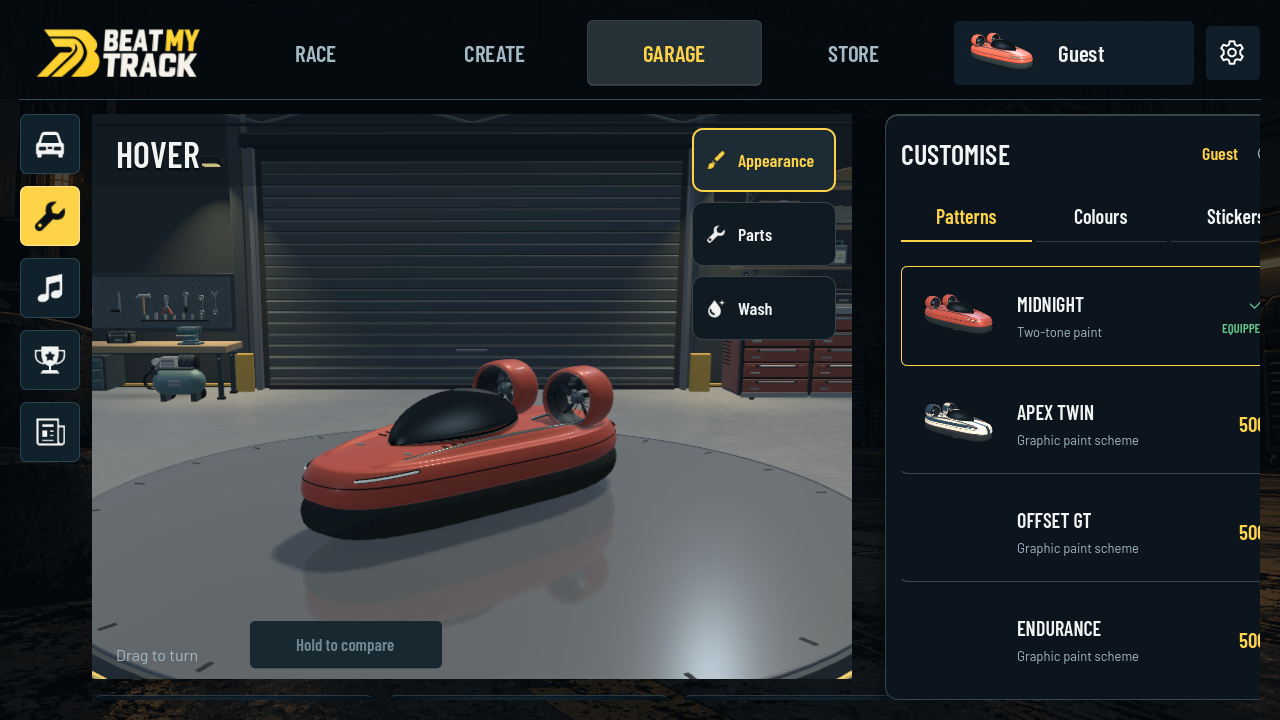 BEATMY
TRACK
RACE
CREATE
GARAGE
STORE
Guest
HOVER
Appearance
Parts
Wash
Drag to turn
Hold to compare
CUSTOMISE
Guest
Patterns
Colours
Stickers
MIDNIGHT
Two-tone paint
EQUIPPE
APEX TWIN
Graphic paint scheme
500
OFFSET GT
Graphic paint scheme
500
ENDURANCE
Graphic paint scheme
500